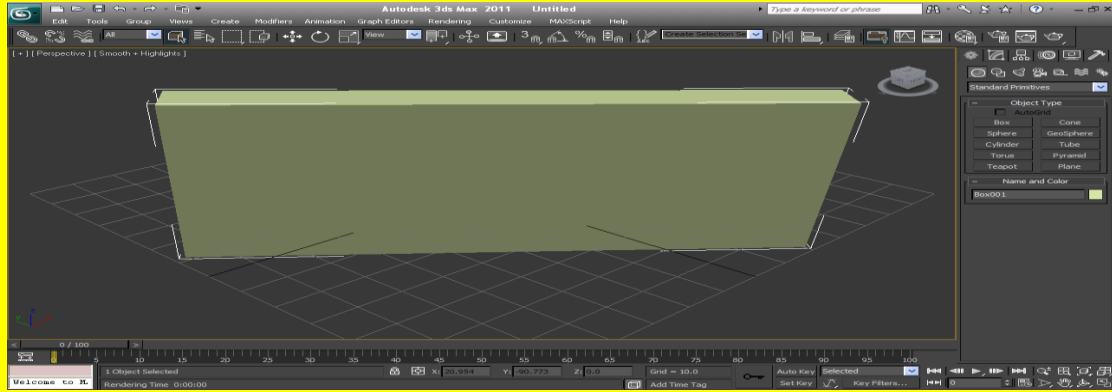 Autodesk 3ds Max 2011 Untitled
Type a keyword or phrase
Edit Tools Group Views Create Modifiers Animation Graph Editors Rendering Customize MAXScript Help
All View 3 Create Selection Se
[ + ] [ Perspective ] [ Smooth + Highlights ]
Standard Primitives
Object Type
AutoGrid
Box Cone
Sphere GeoSphere
Cylinder Tube
Torus Pyramid
Teapot Plane
Name and Color
Box001
0 / 100
0 5 10 15 20 25 30 35 40 45 50 55 60 65 70 75 80 85 90 95 100
1 Object Selected X: 20.954 Y: -90.773 Z: 0.0 Grid = 10.0 Auto Key Selected
Welcome to M. Rendering Time 0:00:00 Add Time Tag Set Key Key Filters... 0